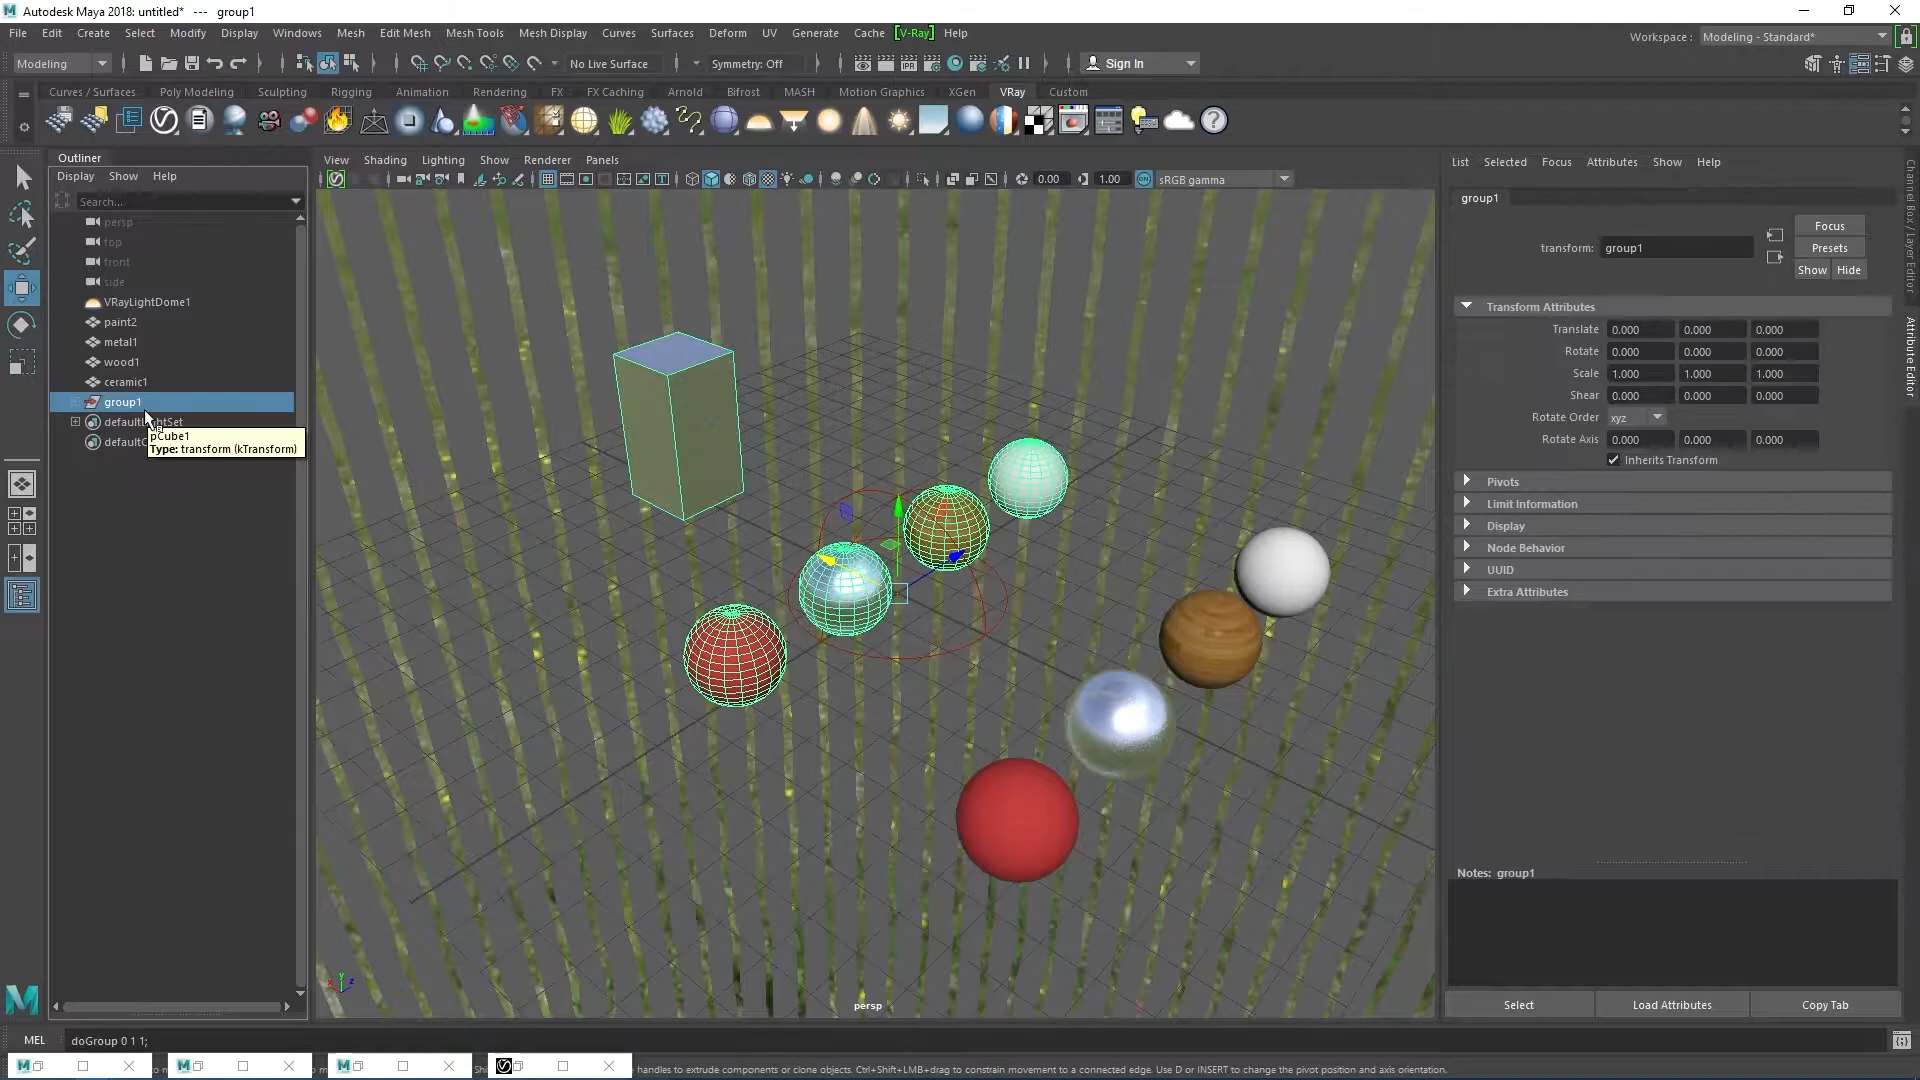 Autodesk Maya 2018: untitled* --- group1
File Edit Create Select Modify Display Windows Mesh Edit Mesh Mesh Tools Mesh Display Curves Surfaces Deform UV Generate Cache [V-Ray] Help
Workspace : Modeling - Standard*
Modeling
No Live Surface
Symmetry: Off
Sign In
Curves / Surfaces Poly Modeling Sculpting Rigging Animation Rendering FX FX Caching Arnold Bifrost MASH Motion Graphics XGen VRay Custom
Outliner
Display Show Help
Search...
persp
top
front
side
VRayLightDome1
paint2
metal1
wood1
ceramic1
group1
defaultLightSet
pCube1
Type: transform (kTransform)
View Shading Lighting Show Renderer Panels
0.00 1.00 sRGB gamma
persp
List Selected Focus Attributes Show Help
group1
Focus
transform: group1
Presets
Show Hide
Transform Attributes
Translate 0.000 0.000 0.000
Rotate 0.000 0.000 0.000
Scale 1.000 1.000 1.000
Shear 0.000 0.000 0.000
Rotate Order xyz
Rotate Axis 0.000 0.000 0.000
Inherits Transform
Pivots
Limit Information
Display
Node Behavior
UUID
Extra Attributes
Notes: group1
Select Load Attributes Copy Tab
Channel Box / Layer Editor
Attribute Editor
MEL doGroup 0 1 1;
handles to extrude components or clone objects. Ctrl+Shift+LMB+drag to constrain movement to a connected edge. Use D or INSERT to change the pivot position and axis orientation.